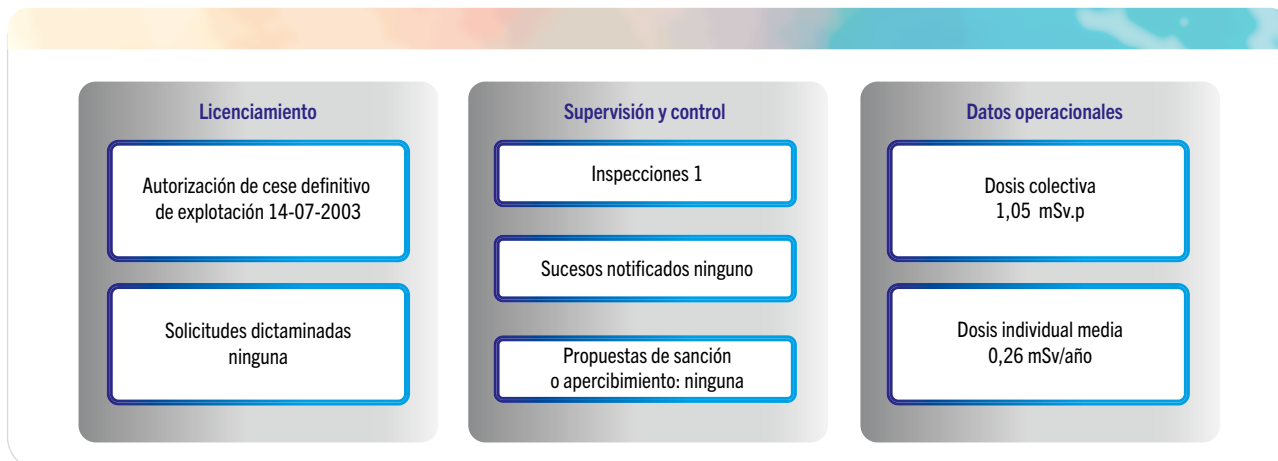 Licenciamiento
Autorización de cese definitivo
de explotación 14-07-2003
Solicitudes dictaminadas
ninguna
Supervisión y control
Inspecciones 1
Sucesos notificados ninguno
Propuestas de sanción
o apercibimiento: ninguna
Datos operacionales
Dosis colectiva
1,05 mSv.p
Dosis individual media
0,26 mSv/año